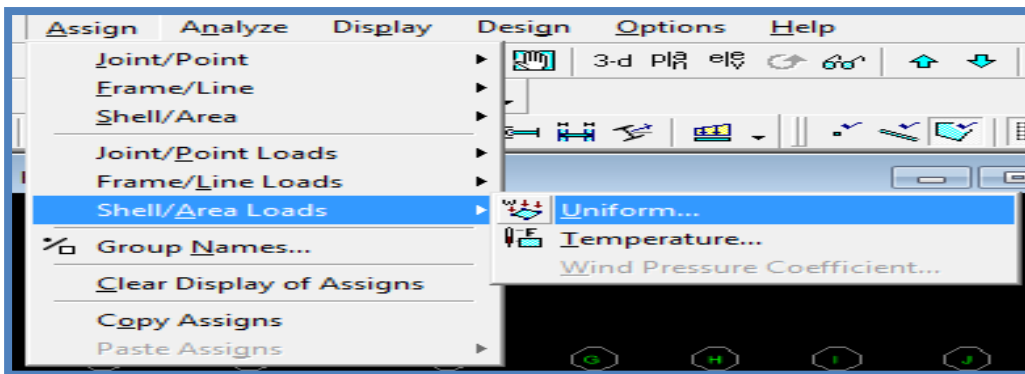 Assign Analyze Display Design Options Help
Joint/Point
3-d
Frame/Line
Shell/Area
Joint/Point Loads
Frame/Line Loads
Shell/Area Loads
Uniform...
Temperature...
Group Names...
Wind Pressure Coefficient...
Clear Display of Assigns
Copy Assigns
Paste Assigns
G H I J